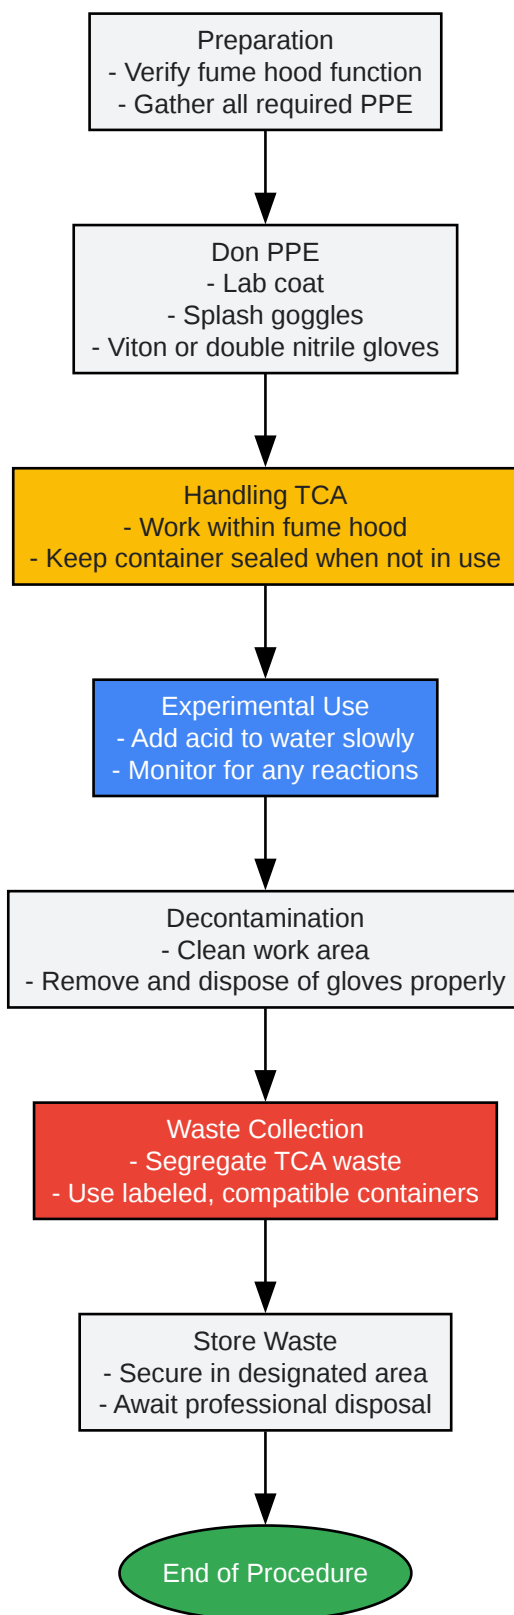 Preparation
- Verify fume hood function
- Gather all required PPE
Don PPE
- Lab coat
- Splash goggles
- Viton or double nitrile gloves
Handling TCA
- Work within fume hood
- Keep container sealed when not in use
Experimental Use
- Add acid to water slowly
- Monitor for any reactions
Decontamination
- Clean work area
- Remove and dispose of gloves properly
Waste Collection
- Segregate TCA waste
- Use labeled, compatible containers
Store Waste
- Secure in designated area
- Await professional disposal
End of Procedure